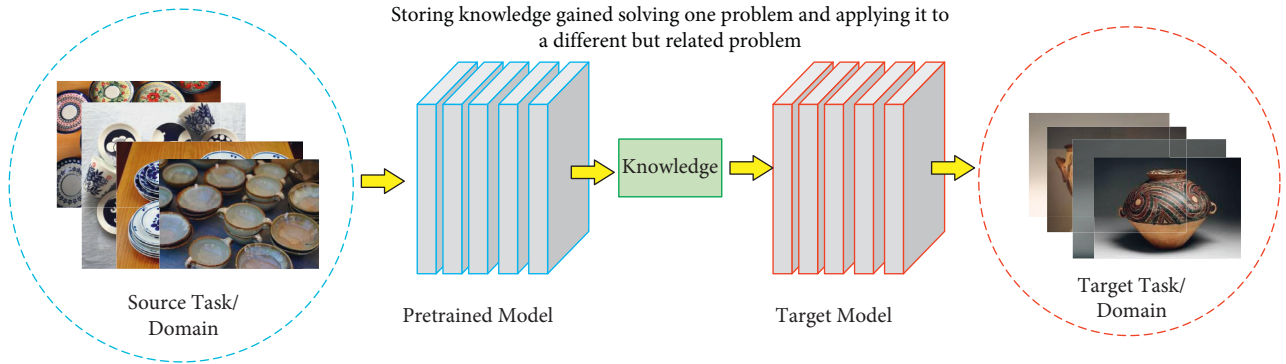 Storing knowledge gained solving one problem and applying it to
a different but related problem
Knowledge
Source Task/
Domain
Pretrained Model
Target Model
Target Task/
Domain